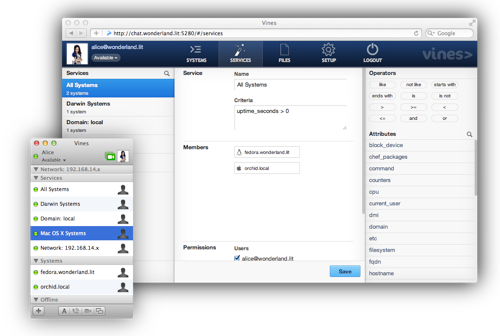 Vines
http://chat.wonderland.lit:5280/#/services
Google
alice@wonderland.lit
Available
SYSTEMS
SERVICES
FILES
SETUP
LOGOUT
vines>
Services
All Systems
2 systems
Darwin Systems
1 system
Domain: local
Service
Name
All Systems
Criteria
uptime_seconds > 0
Members
fedora.wonderland.lit
orchid.local
Permissions
Users
alice@wonderland.lit
Save
Operators
like
not like
starts with
ends with
is
is not
>
>=
<
<=
and
or
Attributes
block_device
chef_packages
command
counters
cpu
current_user
dmi
domain
etc
filesystem
fqdn
hostname
Vines
Alice
Available
Network: 192.168.14.x
Services
All Systems
Darwin Systems
Domain: local
Mac OS X Systems
Network: 192.168.14.x
Systems
fedora.wonderland.lit
orchid.local
Offline
A